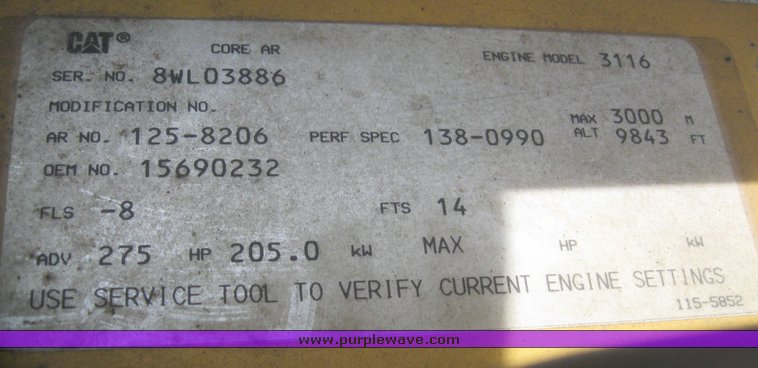 CAT® CORE AR ENGINE MODEL 3116
SER. NO. 8WL03886
MODIFICATION NO.
AR NO. 125-8206 PERF SPEC 138-0990 MAX ALT 3000 M 9843 FT
OEM NO. 15690232
FLS -8 FTS 14
ADV 275 HP 205.0 kW MAX HP kW
USE SERVICE TOOL TO VERIFY CURRENT ENGINE SETTINGS
115-5852
www.purplewave.com